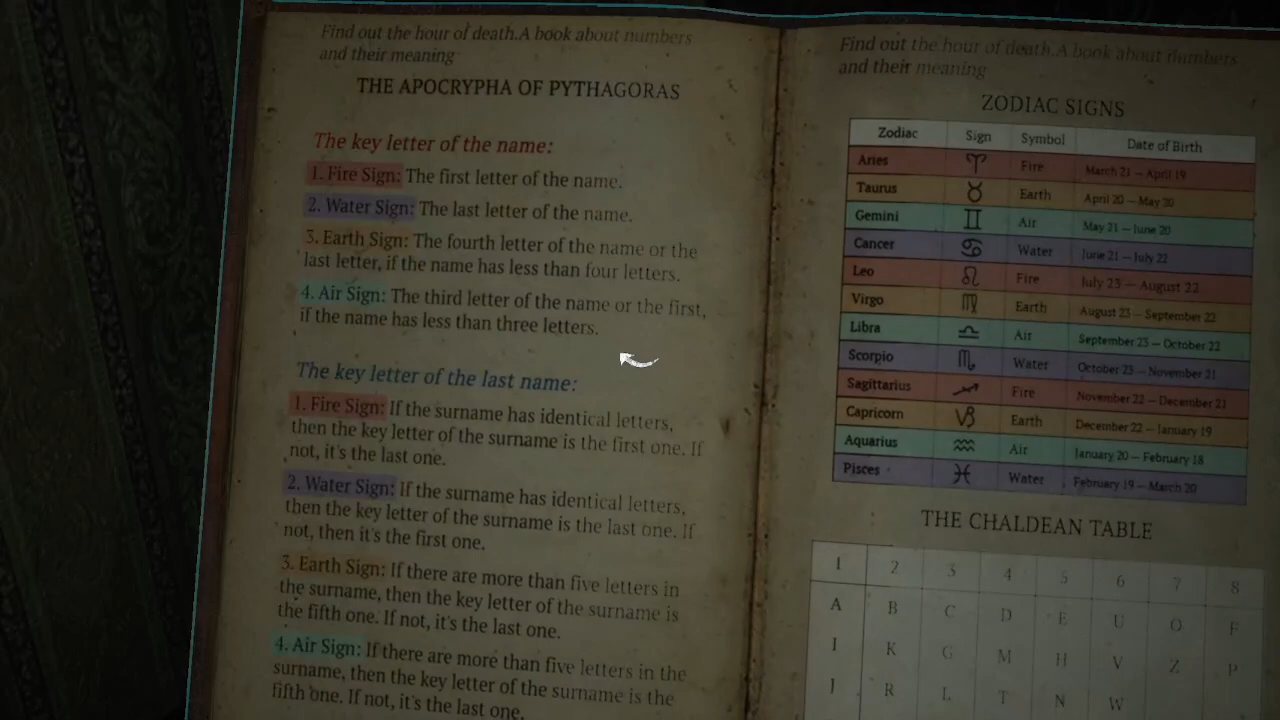 Find out the hour of death.A book about numbers
and their meaning
THE APOCRYPHA OF PYTHAGORAS
The key letter of the name:
1. Fire Sign: The first letter of the name.
2. Water Sign: The last letter of the name.
3. Earth Sign: The fourth letter of the name or the
last letter, if the name has less than four letters.
4. Air Sign: The third letter of the name or the first,
if the name has less than three letters.
The key letter of the last name:
1. Fire Sign: If the surname has identical letters,
then the key letter of the surname is the first one. If
not, it's the last one.
2. Water Sign: If the surname has identical letters,
then the key letter of the surname is the last one. If
not, then it's the first one.
3. Earth Sign: If there are more than five letters in
the surname, then the key letter of the surname is
the fifth one. If not, it's the last one.
4. Air Sign: If there are more than five letters in the
surname, then the key letter of the surname is the
fifth one. If not, it's the last one.
Find out the hour of death.A book about numbers
and their meaning
ZODIAC SIGNS
Zodiac Sign Symbol Date of Birth
Aries ♈ Fire March 21 – April 19
Taurus ♉ Earth April 20 – May 20
Gemini ♊ Air May 21 – June 20
Cancer ♋ Water June 21 – July 22
Leo ♌ Fire July 23 – August 22
Virgo ♍ Earth August 23 – September 22
Libra ♎ Air September 23 – October 22
Scorpio ♏ Water October 23 – November 21
Sagittarius ♐ Fire November 22 – December 21
Capricorn ♑ Earth December 22 – January 19
Aquarius ♒ Air January 20 – February 18
Pisces ♓ Water February 19 – March 20
THE CHALDEAN TABLE
1 2 3 4 5 6 7 8
A B C D E U O F
I K G M H V Z P
J R L T N W